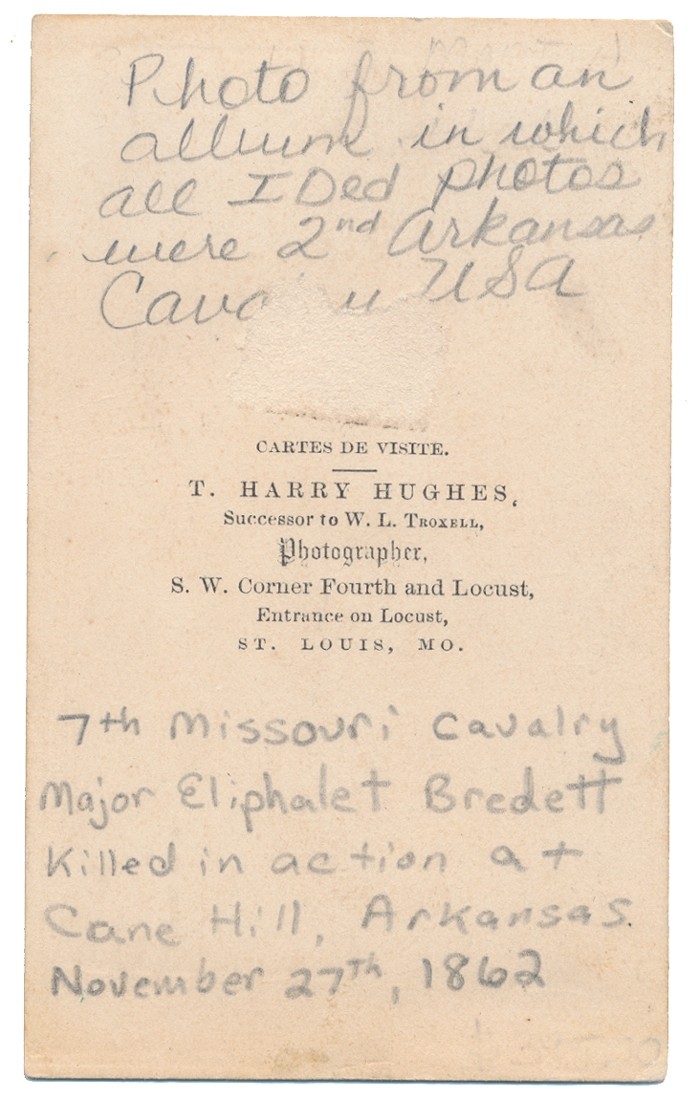 Photo from an
album in which
all IDed photos
were 2nd Arkansas
USA
CARTES DE VISITE.
T. HARRY HUGHES,
Successor to W. L. TROXELL,
Photographer,
S. W. Corner Fourth and Locust,
Entrance on Locust,
ST. LOUIS, MO.
7th Missouri Cavalry
Major Eliphalet Bredett
Killed in action at
Cane Hill, Arkansas.
November 27th, 1862